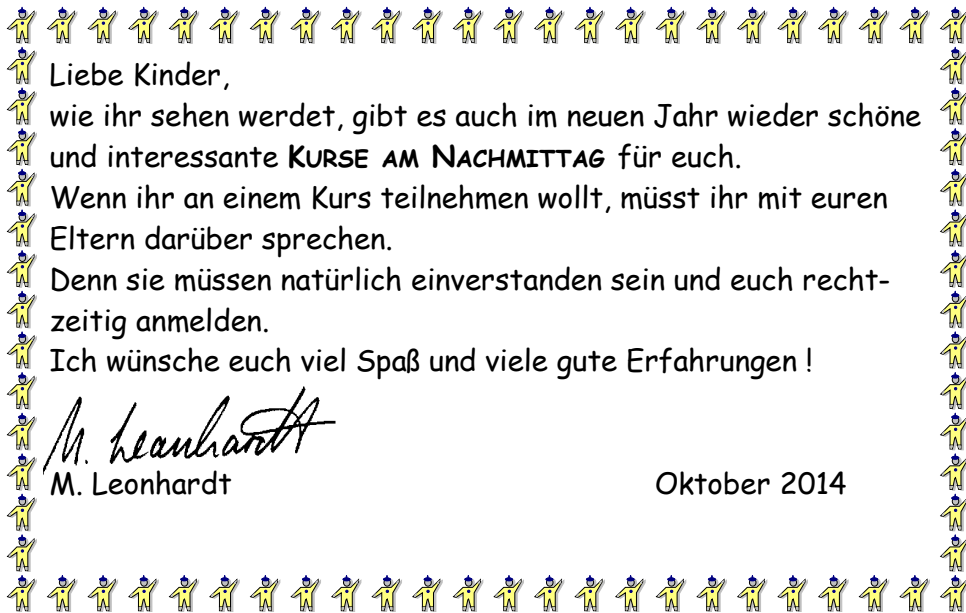 Liebe Kinder,
wie ihr sehen werdet, gibt es auch im neuen Jahr wieder schöne
und interessante KURSE AM NACHMITTAG für euch.
Wenn ihr an einem Kurs teilnehmen wollt, müsst ihr mit euren
Eltern darüber sprechen.
Denn sie müssen natürlich einverstanden sein und euch recht-
zeitig anmelden.
Ich wünsche euch viel Spaß und viele gute Erfahrungen !
M. Leonhardt
M. Leonhardt Oktober 2014